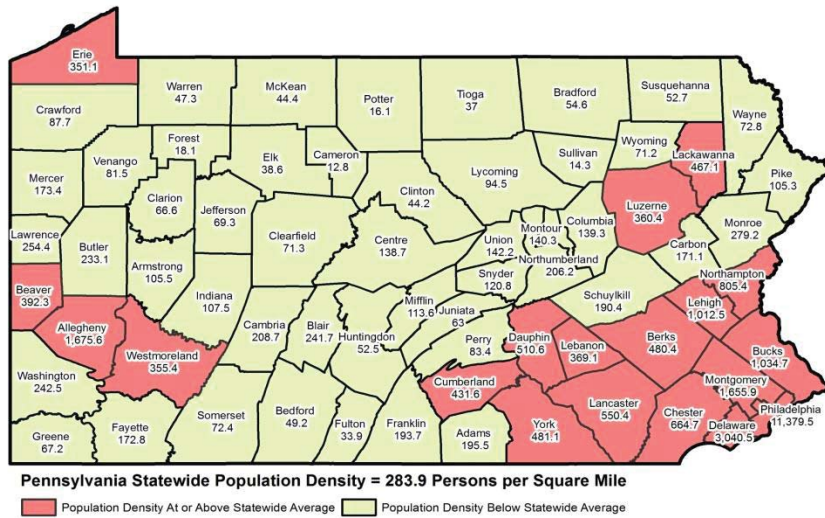 Erie
351.1
Warren
47.3
McKean
44.4
Potter
16.1
Tioga
37
Bradford
54.6
Susquehanna
52.7
Wayne
72.8
Crawford
87.7
Forest
18.1
Wyoming
71.2
Lackawanna
467.1
Mercer
173.4
Venango
81.5
Elk
38.6
Cameron
12.8
Sullivan
14.3
Lycoming
94.5
Pike
105.3
Clarion
66.6
Jefferson
69.3
Clinton
44.2
Luzerne
360.4
Lawrence
254.4
Butler
233.1
Clearfield
71.3
Centre
138.7
Union
142.2
Montour
140.3
Columbia
139.3
Monroe
279.2
Carbon
171.1
Armstrong
105.5
Snyder
120.8
Northumberland
206.2
Northampton
805.4
Beaver
392.3
Indiana
107.5
Mifflin
113.6
Juniata
63
Schuylkill
190.4
Lehigh
1,012.5
Allegheny
1,675.6
Cambria
208.7
Blair
241.7
Huntingdon
52.5
Perry
83.4
Dauphin
510.6
Lebanon
369.1
Berks
480.4
Bucks
1,034.7
Westmoreland
355.4
Washington
242.5
Cumberland
431.6
Montgomery
1,655.9
Philadelphia
11,379.5
Lancaster
550.4
Chester
664.7
Delaware
3,040.5
Greene
67.2
Fayette
172.8
Somerset
72.4
Bedford
49.2
Fulton
33.9
Franklin
193.7
Adams
195.5
York
481.1
Pennsylvania Statewide Population Density = 283.9 Persons per Square Mile
Population Density At or Above Statewide Average
Population Density Below Statewide Average